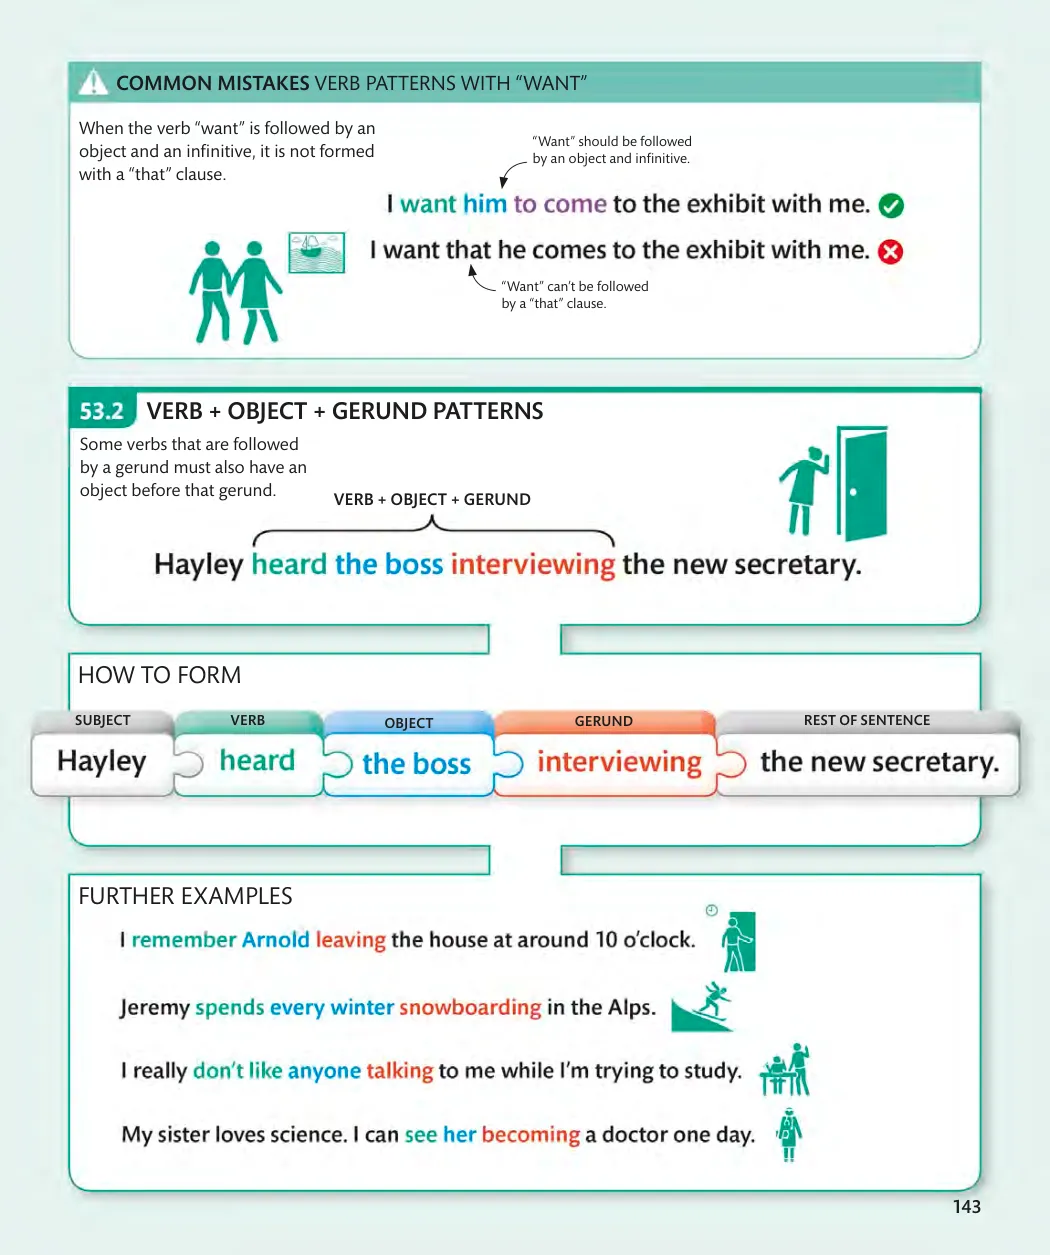 COMMON MISTAKES VERB PATTERNS WITH “WANT”
When the verb “want” is followed by an
object and an infinitive, it is not formed
with a “that” clause.
“Want” should be followed
by an object and infinitive.
I want him to come to the exhibit with me.
I want that he comes to the exhibit with me.
“Want” can’t be followed
by a “that” clause.
53.2 VERB + OBJECT + GERUND PATTERNS
Some verbs that are followed
by a gerund must also have an
object before that gerund.
VERB + OBJECT + GERUND
Hayley heard the boss interviewing the new secretary.
HOW TO FORM
SUBJECT VERB OBJECT GERUND REST OF SENTENCE
Hayley heard the boss interviewing the new secretary.
FURTHER EXAMPLES
I remember Arnold leaving the house at around 10 o’clock.
Jeremy spends every winter snowboarding in the Alps.
I really don’t like anyone talking to me while I’m trying to study.
My sister loves science. I can see her becoming a doctor one day.
143